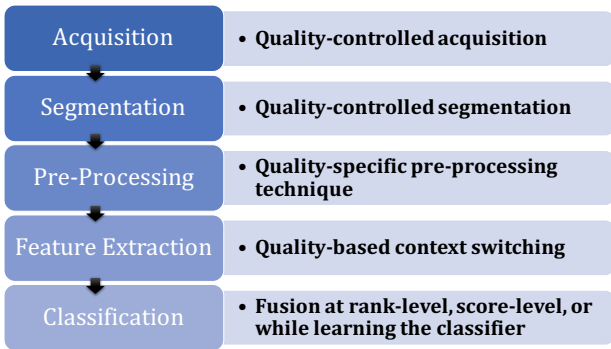 Acquisition
• Quality-controlled acquisition
Segmentation
• Quality-controlled segmentation
Pre-Processing
• Quality-specific pre-processing
technique
Feature Extraction
• Quality-based context switching
Classification
• Fusion at rank-level, score-level, or
while learning the classifier